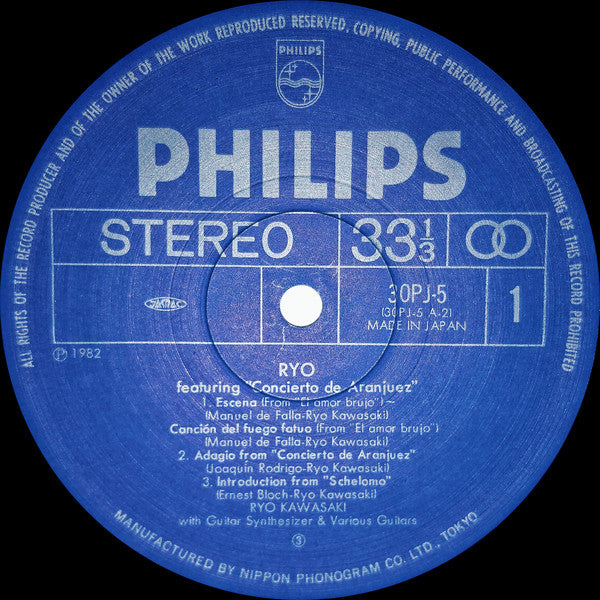 ALL RIGHTS OF THE RECORD PRODUCER AND OF THE OWNER OF THE WORK REPRODUCED RESERVED, COPYING, PUBLIC PERFORMANCE AND BROADCASTING OF THIS RECORD PROHIBITED
PHILIPS
PHILIPS
STEREO 33 1/3
30PJ-5
(30PJ-5 A-2)
MADE IN JAPAN
1
JASRAC
℗ 1982
RYO
featuring "Concierto de Aranjuez"
1. Escena (From "El amor brujo") ~
(Manuel de Falla-Ryo Kawasaki)
Canción del fuego fatuo (From "El amor brujo")
(Manuel de Falla-Ryo Kawasaki)
2. Adagio from "Concierto de Aranjuez"
(Joaquín Rodrigo-Ryo Kawasaki)
3. Introduction from "Schelomo"
(Ernest Bloch-Ryo Kawasaki)
RYO KAWASAKI
with Guitar Synthesizer & Various Guitars
③
MANUFACTURED BY NIPPON PHONOGRAM CO. LTD., TOKYO